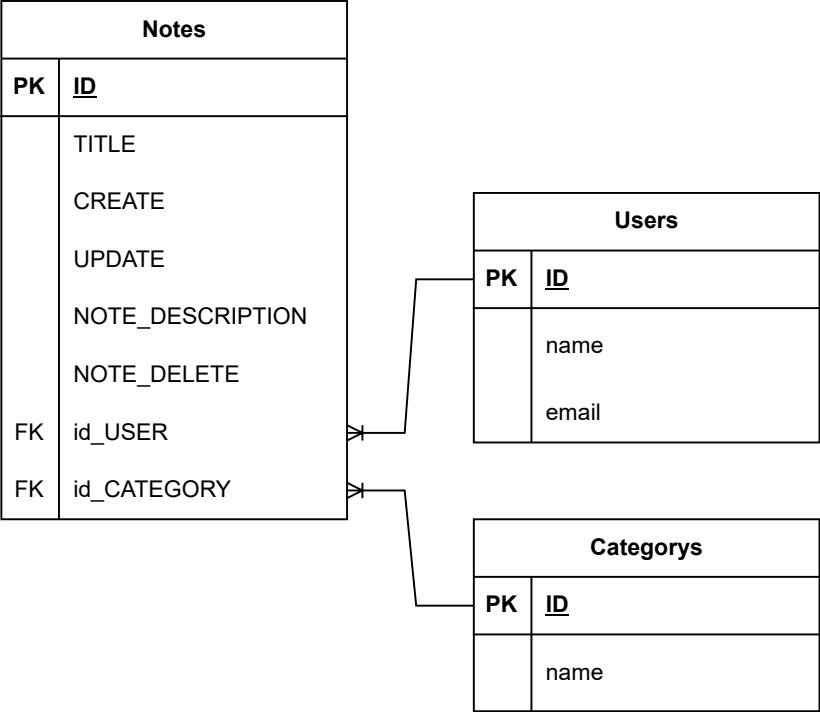 Notes
PK ID
TITLE
CREATE
UPDATE
NOTE_DESCRIPTION
NOTE_DELETE
FK id_USER
FK id_CATEGORY
Users
PK ID
name
email
Categorys
PK ID
name